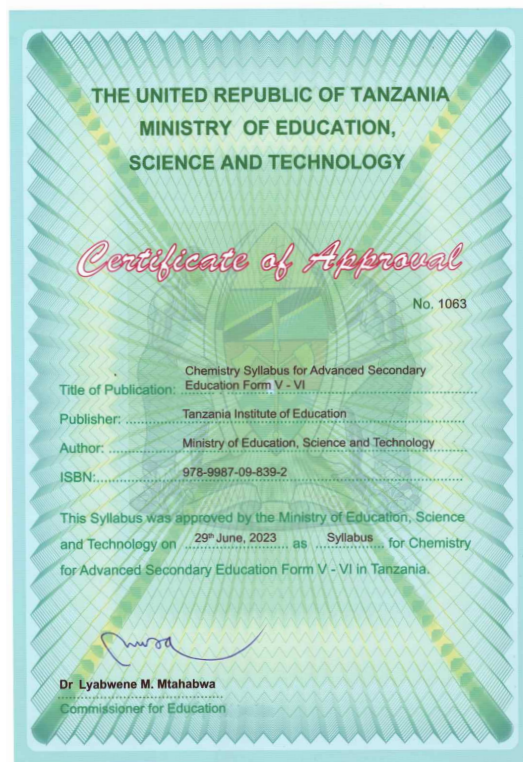 THE UNITED REPUBLIC OF TANZANIA
MINISTRY OF EDUCATION,
SCIENCE AND TECHNOLOGY
Certificate of Approval
No. 1063
Chemistry Syllabus for Advanced Secondary
Title of Publication: Education Form V - VI
Publisher: Tanzania Institute of Education
Author: Ministry of Education, Science and Technology
ISBN: 978-9987-09-839-2
This Syllabus was approved by the Ministry of Education, Science
and Technology on 29th June, 2023 as Syllabus for Chemistry
for Advanced Secondary Education Form V - VI in Tanzania.
Dr Lyabwene M. Mtahabwa
Commissioner for Education